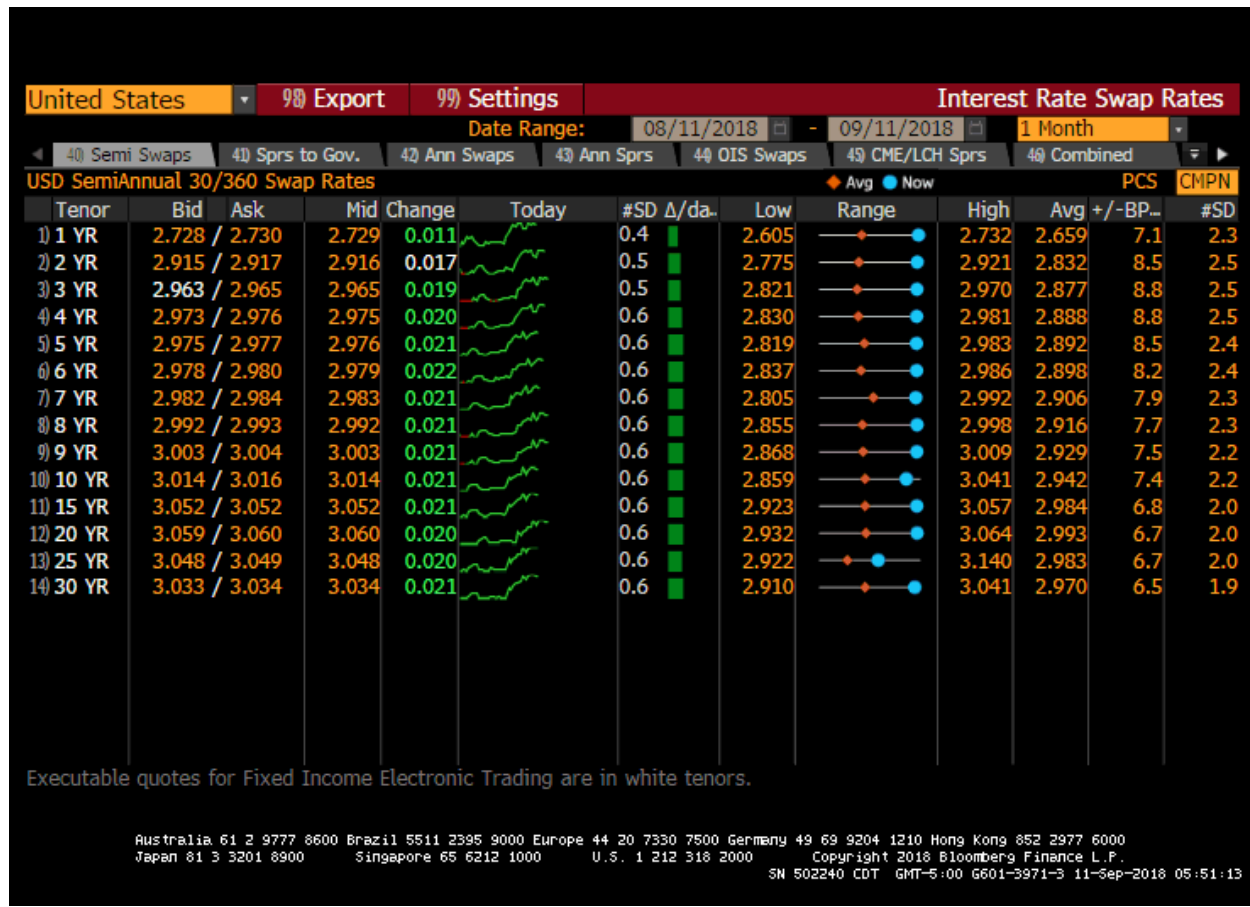 United States 98) Export 99) Settings Interest Rate Swap Rates
Date Range: 08/11/2018 - 09/11/2018 1 Month
40) Semi Swaps 41) Sprs to Gov. 42) Ann Swaps 43) Ann Sprs 44) OIS Swaps 45) CME/LCH Sprs 46) Combined
USD SemiAnnual 30/360 Swap Rates Avg Now PCS CMPN
Tenor Bid Ask Mid Change Today #SD Δ/da.. Low Range High Avg +/-BP... #SD
1) 1 YR 2.728 / 2.730 2.729 0.011 0.4 2.605 2.732 2.659 7.1 2.3
2) 2 YR 2.915 / 2.917 2.916 0.017 0.5 2.775 2.921 2.832 8.5 2.5
3) 3 YR 2.963 / 2.965 2.965 0.019 0.5 2.821 2.970 2.877 8.8 2.5
4) 4 YR 2.973 / 2.976 2.975 0.020 0.6 2.830 2.981 2.888 8.8 2.5
5) 5 YR 2.975 / 2.977 2.976 0.021 0.6 2.819 2.983 2.892 8.5 2.4
6) 6 YR 2.978 / 2.980 2.979 0.022 0.6 2.837 2.986 2.898 8.2 2.4
7) 7 YR 2.982 / 2.984 2.983 0.021 0.6 2.805 2.992 2.906 7.9 2.3
8) 8 YR 2.992 / 2.993 2.992 0.021 0.6 2.855 2.998 2.916 7.7 2.3
9) 9 YR 3.003 / 3.004 3.003 0.021 0.6 2.868 3.009 2.929 7.5 2.2
10) 10 YR 3.014 / 3.016 3.014 0.021 0.6 2.859 3.041 2.942 7.4 2.2
11) 15 YR 3.052 / 3.052 3.052 0.021 0.6 2.923 3.057 2.984 6.8 2.0
12) 20 YR 3.059 / 3.060 3.060 0.020 0.6 2.932 3.064 2.993 6.7 2.0
13) 25 YR 3.048 / 3.049 3.048 0.020 0.6 2.922 3.140 2.983 6.7 2.0
14) 30 YR 3.033 / 3.034 3.034 0.021 0.6 2.910 3.041 2.970 6.5 1.9
Executable quotes for Fixed Income Electronic Trading are in white tenors.
Australia 61 2 9777 8600 Brazil 5511 2395 9000 Europe 44 20 7330 7500 Germany 49 69 9204 1210 Hong Kong 852 2977 6000
Japan 81 3 3201 8900 Singapore 65 6212 1000 U.S. 1 212 318 2000 Copyright 2018 Bloomberg Finance L.P.
SN 502240 CDT GMT-5:00 G601-3971-3 11-Sep-2018 05:51:13